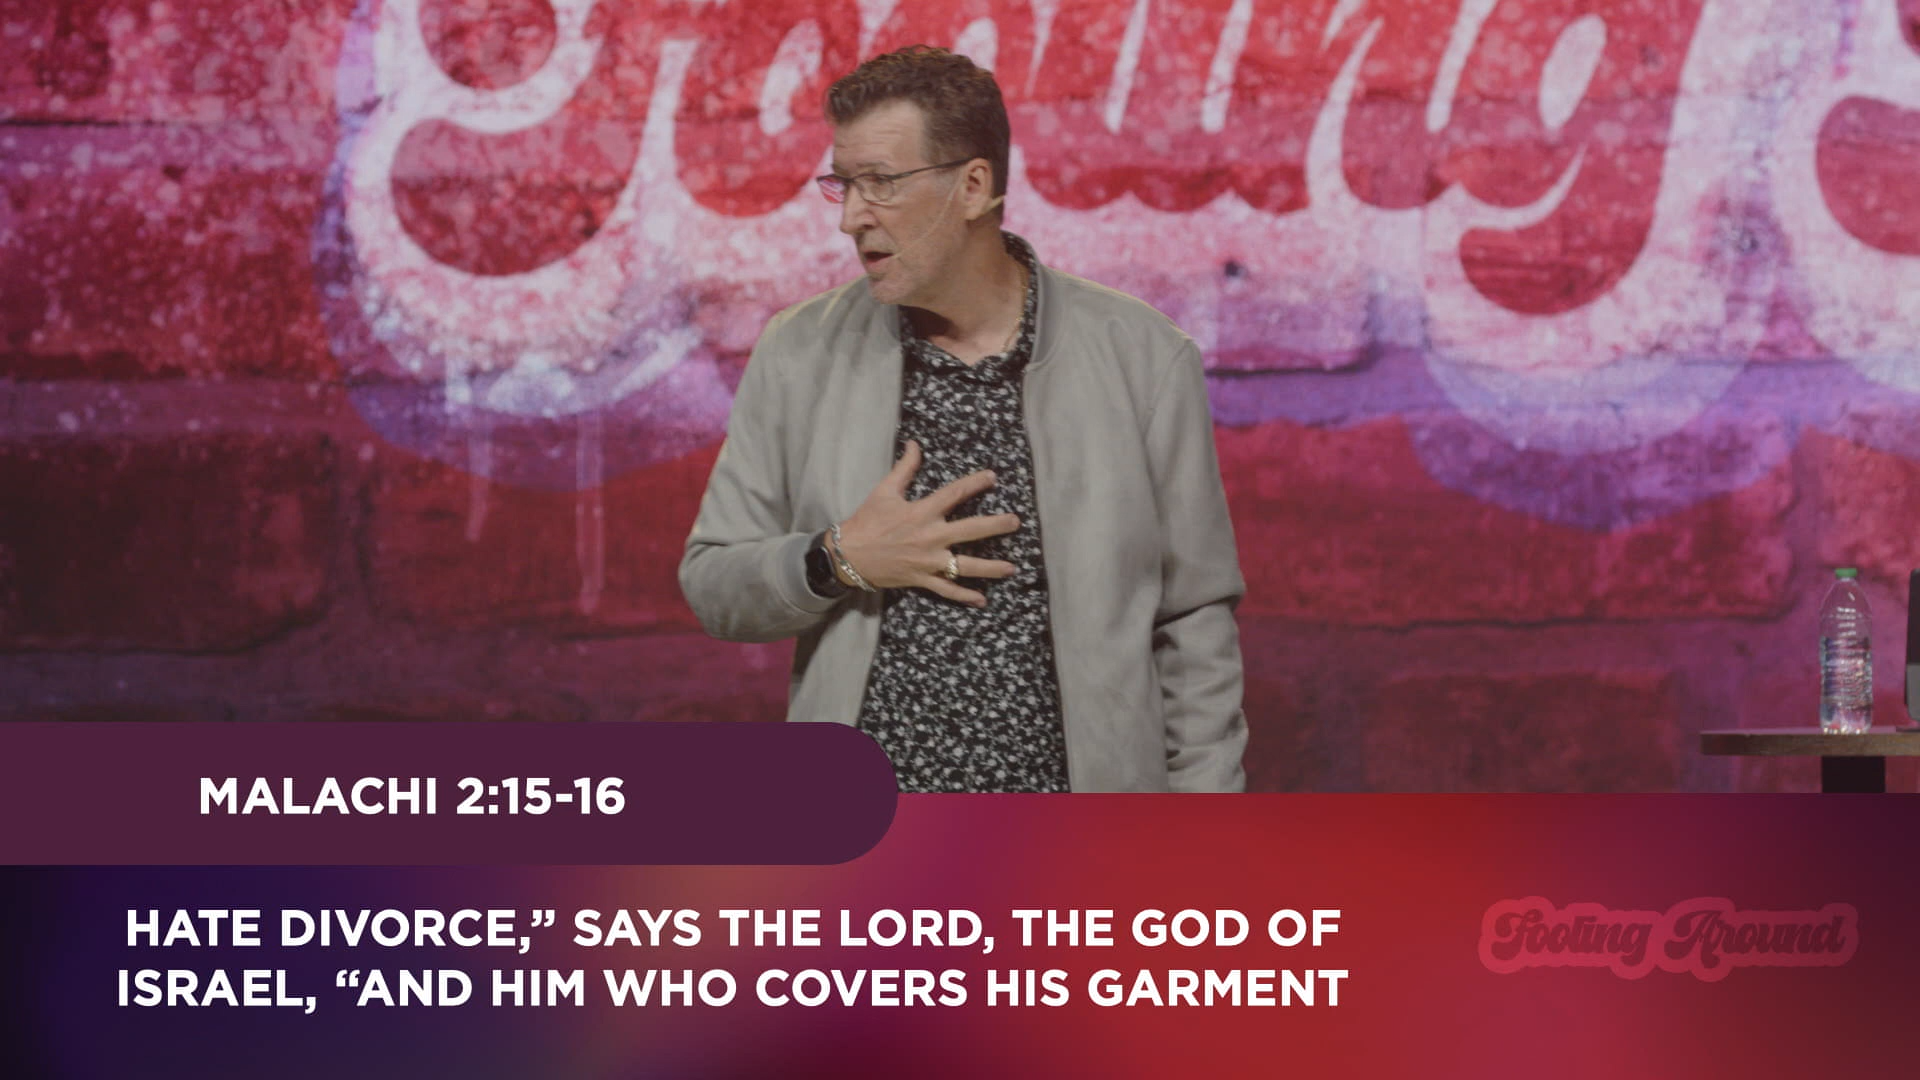 Fooling
MALACHI 2:15-16
HATE DIVORCE,” SAYS THE LORD, THE GOD OF
ISRAEL, “AND HIM WHO COVERS HIS GARMENT
Fooling Around